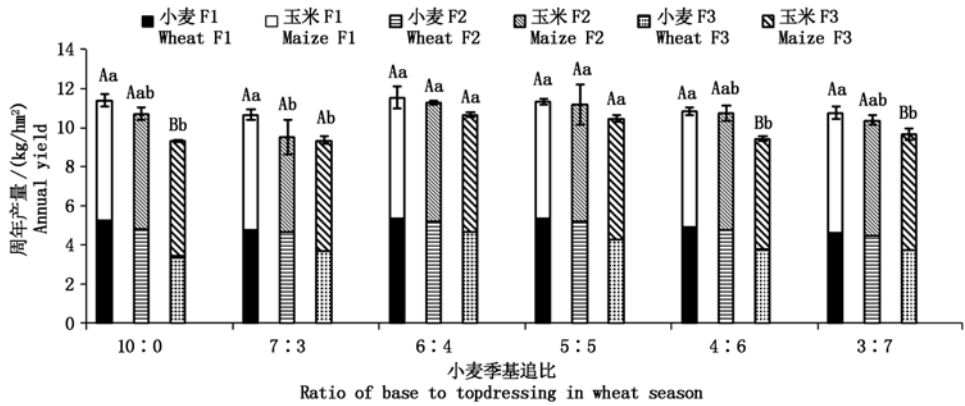 小麦 F1 玉米 F1 小麦 F2 玉米 F2 小麦 F3 玉米 F3
Wheat F1 Maize F1 Wheat F2 Maize F2 Wheat F3 Maize F3
周年产量/(kg/hm²)
Annual yield
14
12
10
8
6
4
2
0
Aa Aab Bb Aa Ab Ab Aa Aa Aa Aa Aa Aa Aa Aab Bb Aa Aab Bb
10:0 7:3 6:4 5:5 4:6 3:7
小麦季基追比
Ratio of base to topdressing in wheat season